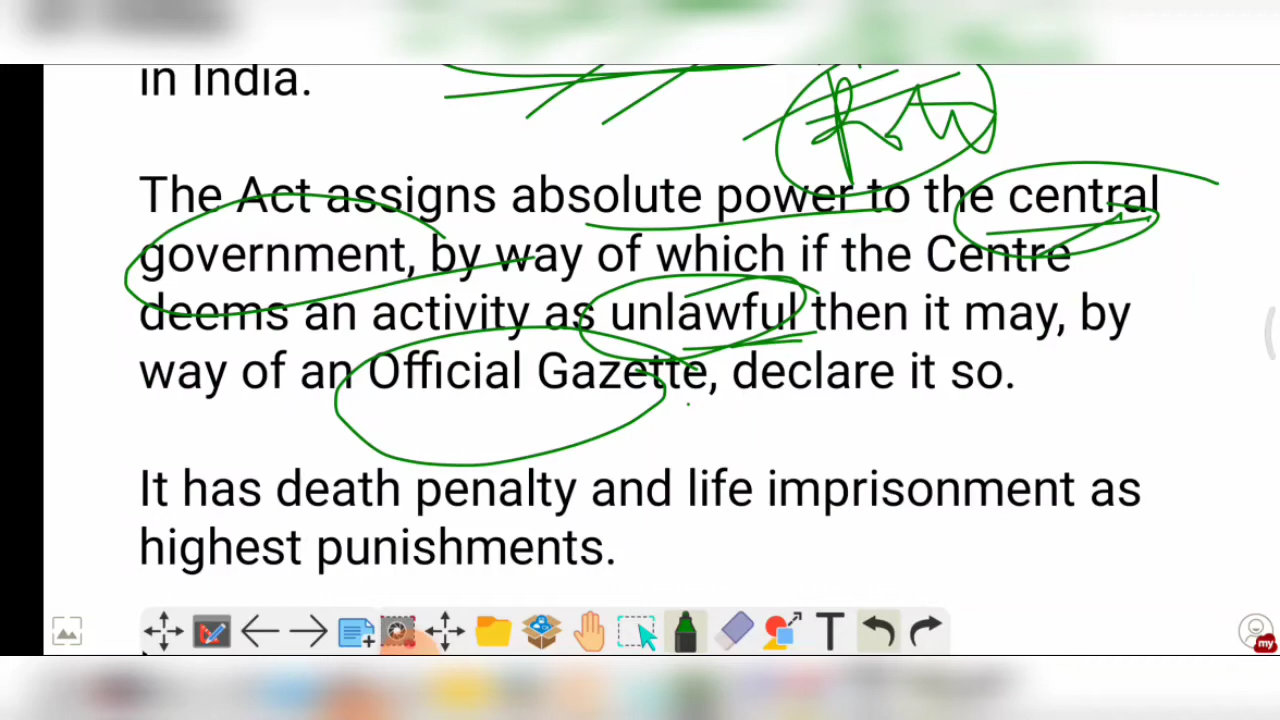 in India.
The Act assigns absolute power to the central
government, by way of which if the Centre
deems an activity as unlawful then it may, by
way of an Official Gazette, declare it so.
It has death penalty and life imprisonment as
highest punishments.
T
my